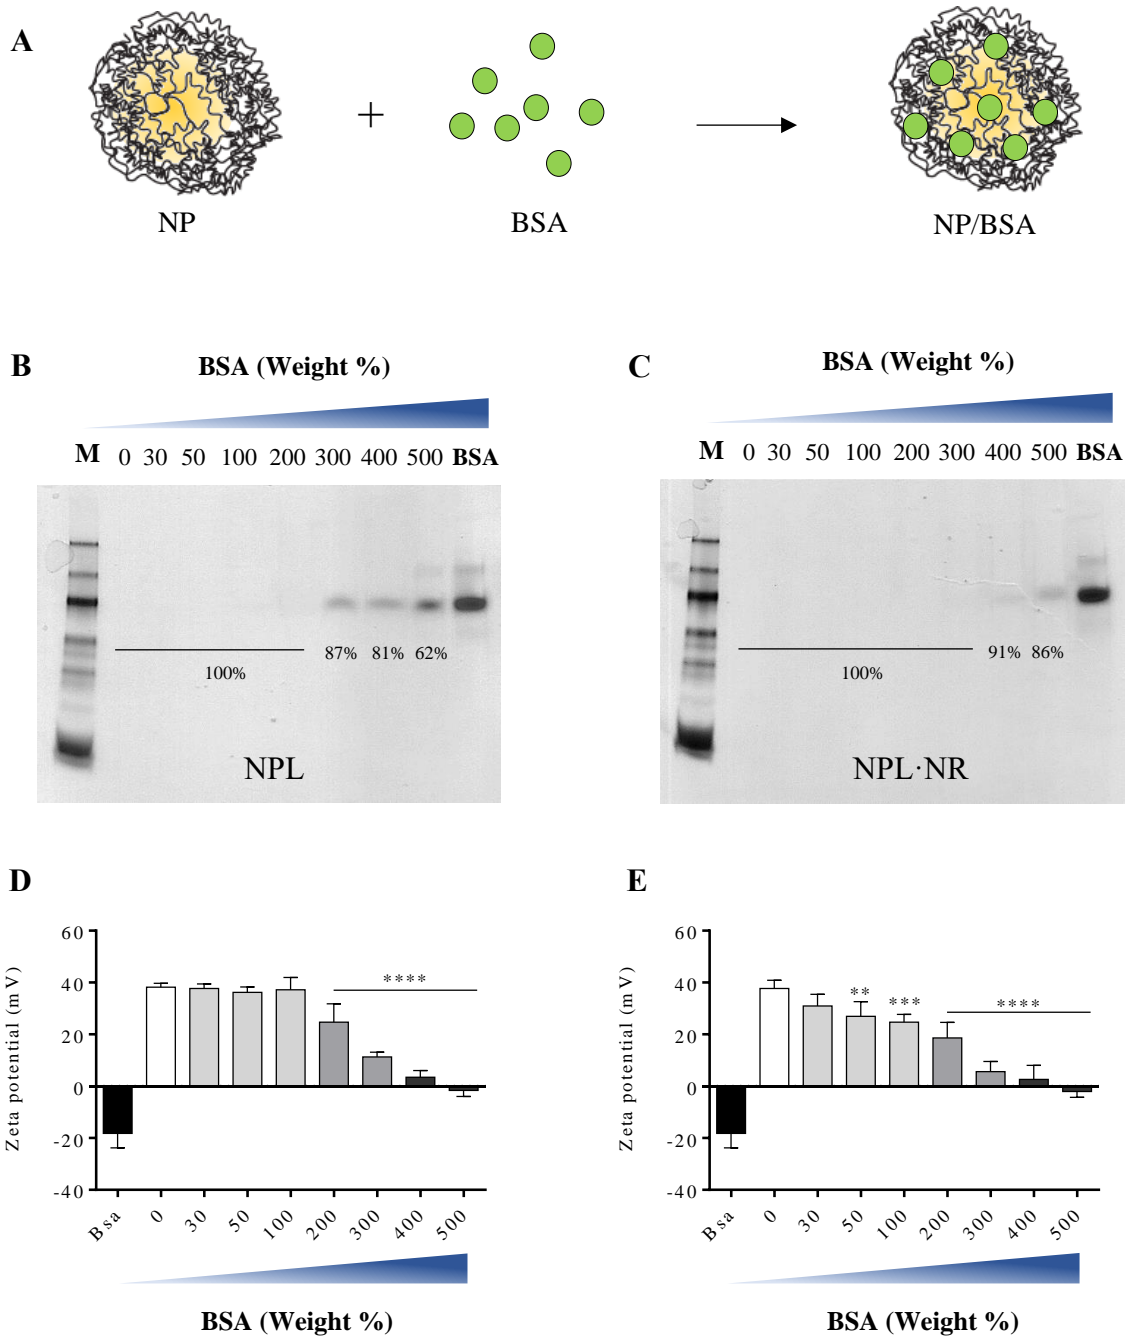 A
+
NP
BSA
NP/BSA
B
BSA (Weight %)
M 0 30 50 100 200 300 400 500 BSA
87% 81% 62%
100%
NPL
C
BSA (Weight %)
M 0 30 50 100 200 300 400 500 BSA
91% 86%
100%
NPL·NR
D
Zeta potential (mV)
60
40
20
0
-20
-40
****
Bsa 0 30 50 100 200 300 400 500
BSA (Weight %)
E
Zeta potential (mV)
60
40
20
0
-20
-40
** *** ****
Bsa 0 30 50 100 200 300 400 500
BSA (Weight %)